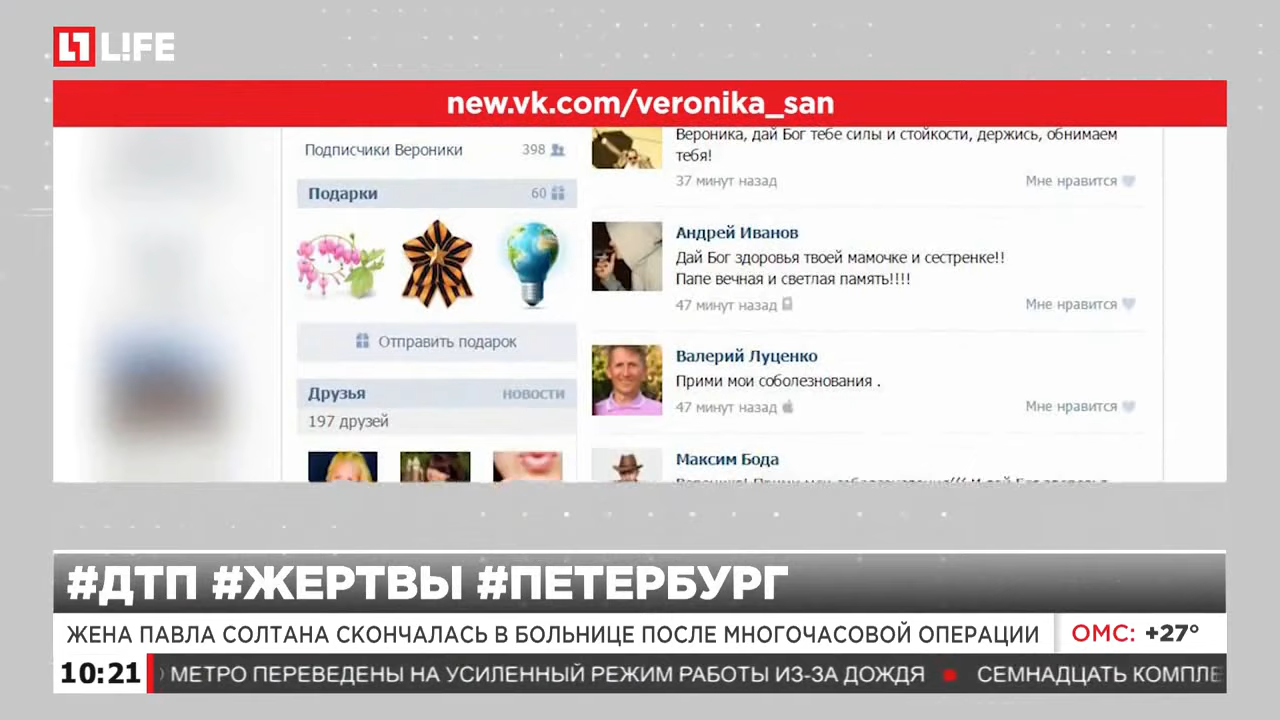 L!FE
new.vk.com/veronika_san
Подписчики Вероники 398
Подарки 60
Отправить подарок
Друзья новости
197 друзей
Вероника, дай Бог тебе силы и стойкости, держись, обнимаем
тебя!
37 минут назад Мне нравится
Андрей Иванов
Дай Бог здоровья твоей мамочке и сестренке!!
Папе вечная и светлая память!!!!
47 минут назад Мне нравится
Валерий Луценко
Прими мои соболезнования .
47 минут назад Мне нравится
Максим Бода
#ДТП #ЖЕРТВЫ #ПЕТЕРБУРГ
ЖЕНА ПАВЛА СОЛТАНА СКОНЧАЛАСЬ В БОЛЬНИЦЕ ПОСЛЕ МНОГОЧАСОВОЙ ОПЕРАЦИИ
ОМС: +27°
10:21 МЕТРО ПЕРЕВЕДЕНЫ НА УСИЛЕННЫЙ РЕЖИМ РАБОТЫ ИЗ-ЗА ДОЖДЯ СЕМНАДЦАТЬ КОМПЛЕ